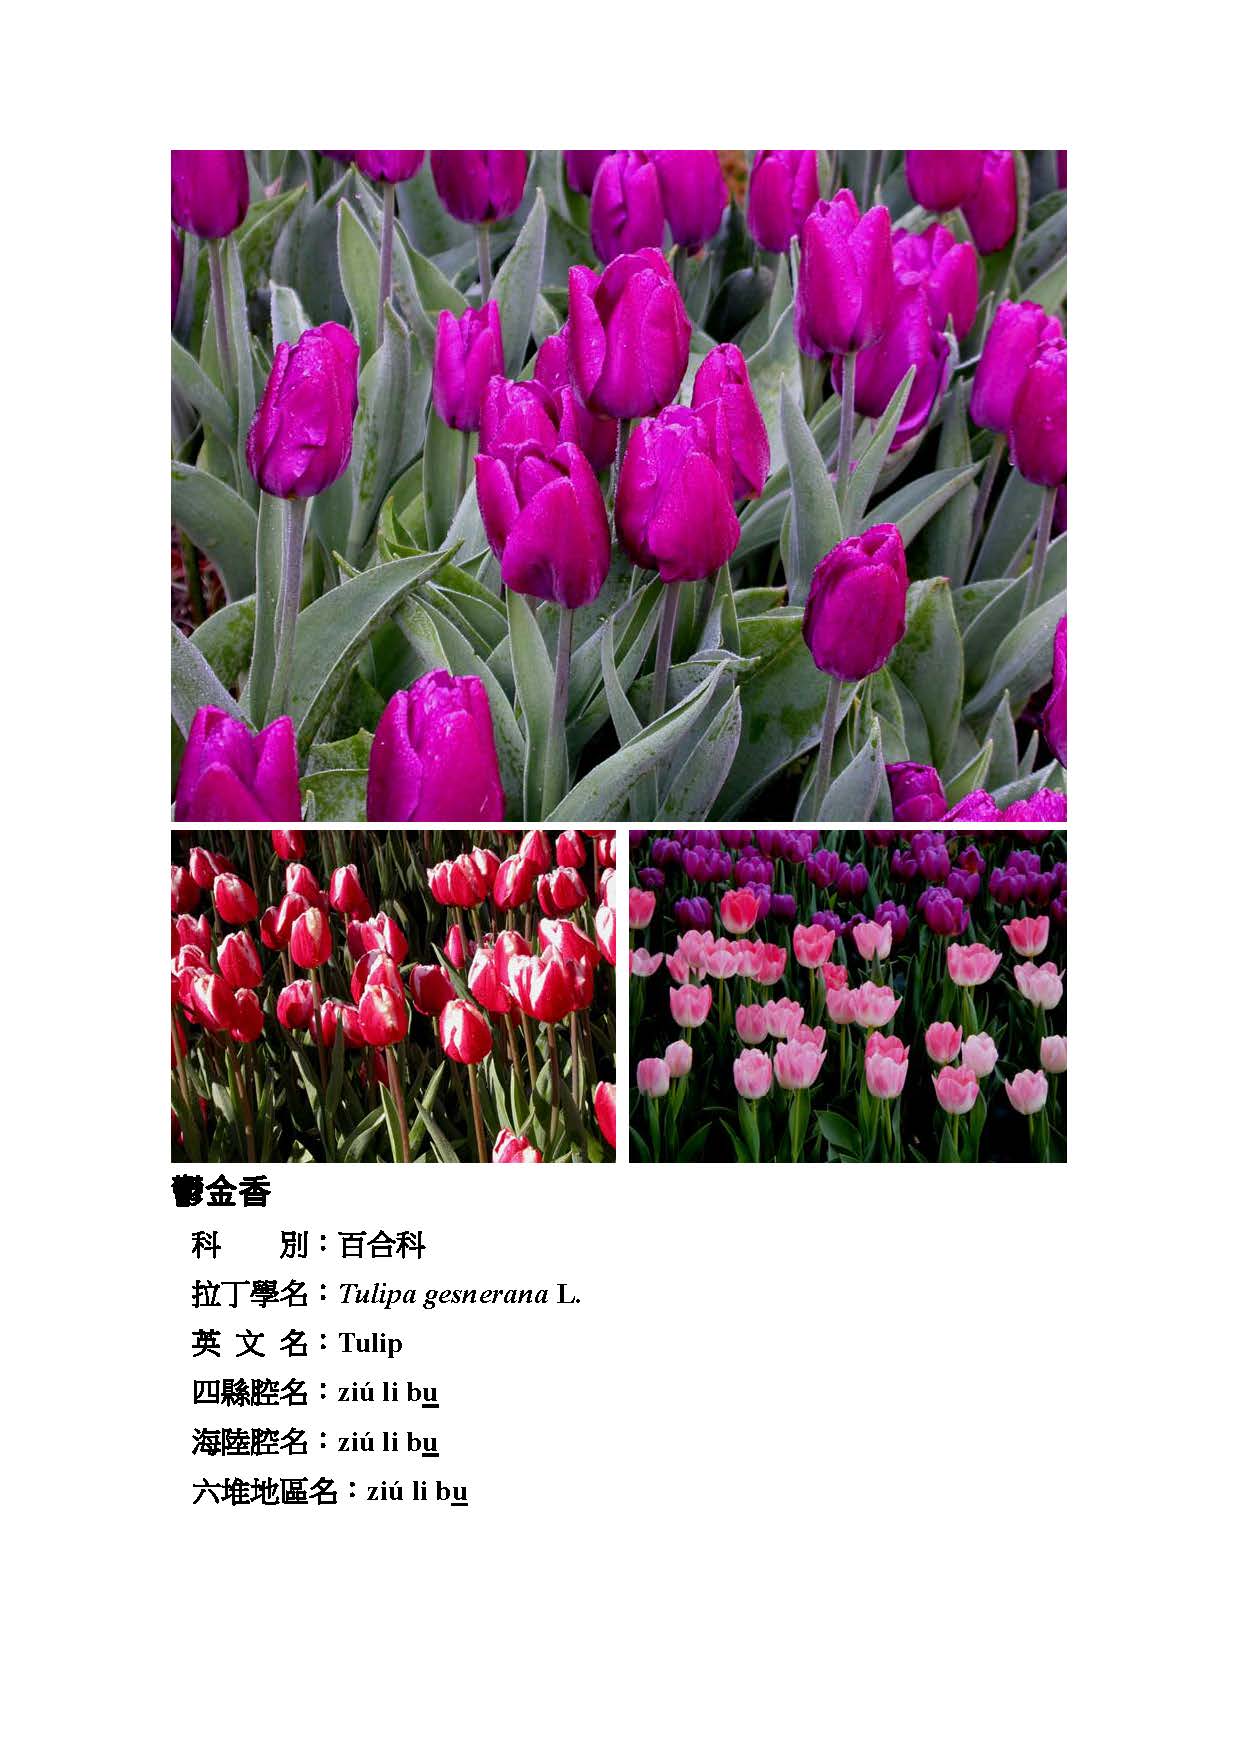 鬱金香
科　　別：百合科
拉丁學名：Tulipa gesnerana L.
英 文 名：Tulip
四縣腔名：ziú li bu
海陸腔名：ziú li bu
六堆地區名：ziú li bu